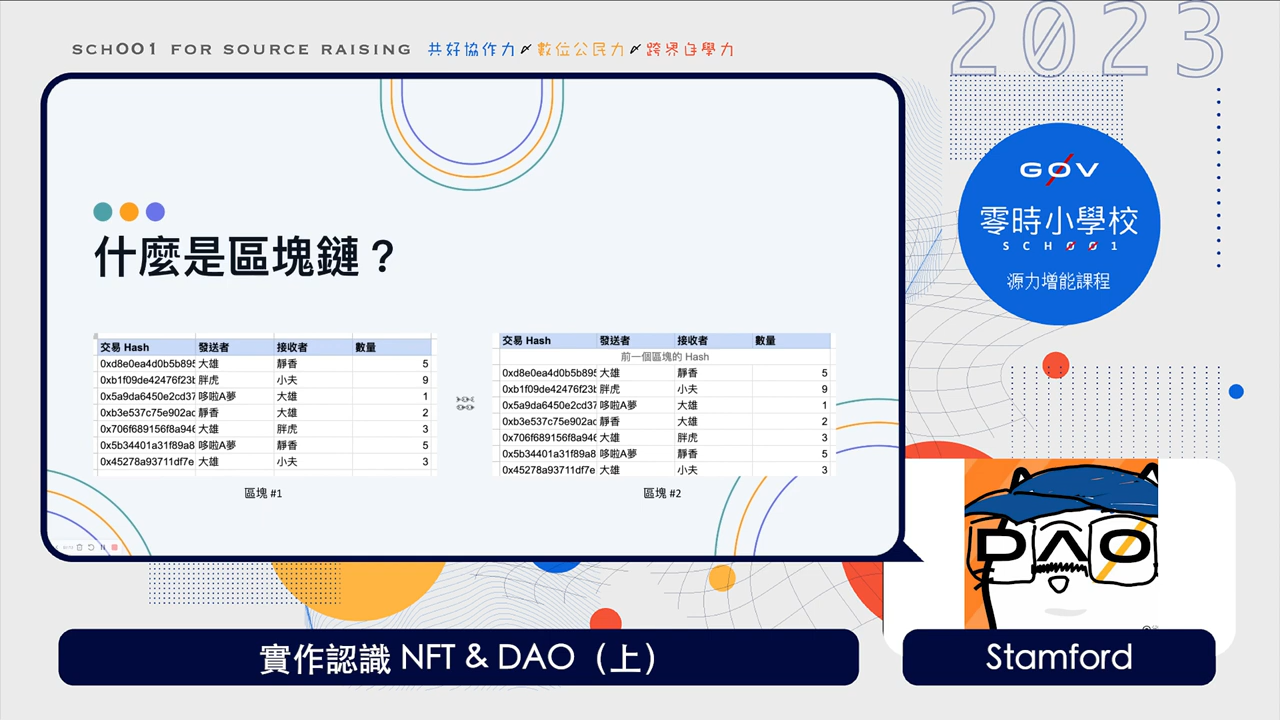 SCHOO1 FOR SOURCE RAISING 共好協作力 數位公民力 跨界自學力
2023
GØV
零時小學校
SCHØØ1
源力增能課程
什麼是區塊鏈？
交易 Hash 發送者 接收者 數量
0xd8e0ea4d0b5b895 大雄 靜香 5
0xb1f09de42476f23b 胖虎 小夫 9
0x5a9da6450e2cd37 哆啦A夢 大雄 1
0xb3e537c75e902ac 靜香 大雄 2
0x706f689156f8a946 大雄 胖虎 3
0x5b34401a31f89a8 哆啦A夢 靜香 5
0x45278a93711df7e 大雄 小夫 3
區塊 #1
交易 Hash 發送者 接收者 數量
前一個區塊的 Hash
0xd8e0ea4d0b5b895 大雄 靜香 5
0xb1f09de42476f23b 胖虎 小夫 9
0x5a9da6450e2cd37 哆啦A夢 大雄 1
0xb3e537c75e902ac 靜香 大雄 2
0x706f689156f8a946 大雄 胖虎 3
0x5b34401a31f89a8 哆啦A夢 靜香 5
0x45278a93711df7e 大雄 小夫 3
區塊 #2
DAO
實作認識 NFT & DAO（上）
Stamford